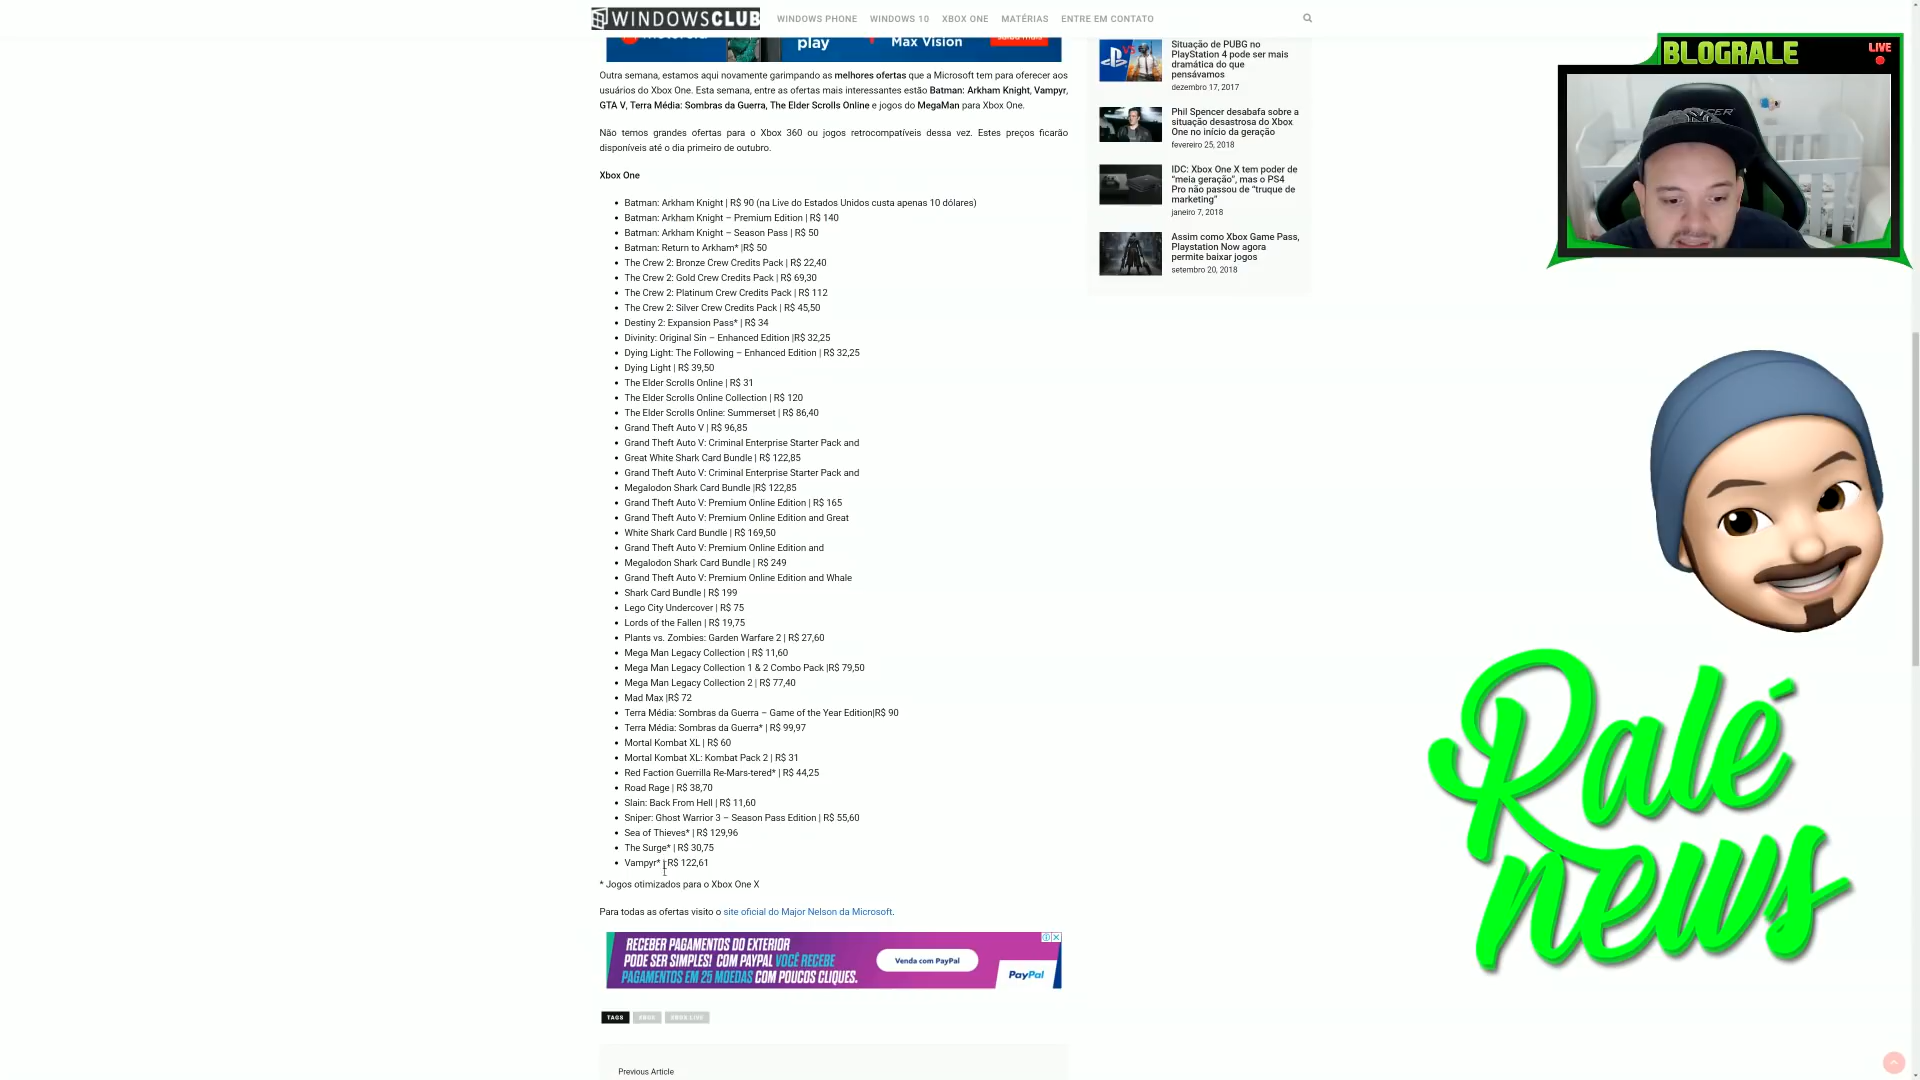 WINDOWSCLUB
WINDOWS PHONE WINDOWS 10 XBOX ONE MATÉRIAS ENTRE EM CONTATO
play
Max Vision
Outra semana, estamos aqui novamente garimpando as melhores ofertas que a Microsoft tem para oferecer aos
usuários do Xbox One. Esta semana, entre as ofertas mais interessantes estão Batman: Arkham Knight, Vampyr,
GTA V, Terra Média: Sombras da Guerra, The Elder Scrolls Online e jogos do MegaMan para Xbox One.
Não temos grandes ofertas para o Xbox 360 ou jogos retrocompatíveis dessa vez. Estes preços ficarão
disponíveis até o dia primeiro de outubro.
Xbox One
• Batman: Arkham Knight | R$ 90 (na Live do Estados Unidos custa apenas 10 dólares)
• Batman: Arkham Knight – Premium Edition | R$ 140
• Batman: Arkham Knight – Season Pass | R$ 50
• Batman: Return to Arkham* |R$ 50
• The Crew 2: Bronze Crew Credits Pack | R$ 22,40
• The Crew 2: Gold Crew Credits Pack | R$ 69,30
• The Crew 2: Platinum Crew Credits Pack | R$ 112
• The Crew 2: Silver Crew Credits Pack | R$ 45,50
• Destiny 2: Expansion Pass* | R$ 34
• Divinity: Original Sin – Enhanced Edition |R$ 32,25
• Dying Light: The Following – Enhanced Edition | R$ 32,25
• Dying Light | R$ 39,50
• The Elder Scrolls Online | R$ 31
• The Elder Scrolls Online Collection | R$ 120
• The Elder Scrolls Online: Summerset | R$ 86,40
• Grand Theft Auto V | R$ 96,85
• Grand Theft Auto V: Criminal Enterprise Starter Pack and
• Great White Shark Card Bundle | R$ 122,85
• Grand Theft Auto V: Criminal Enterprise Starter Pack and
• Megalodon Shark Card Bundle |R$ 122,85
• Grand Theft Auto V: Premium Online Edition | R$ 165
• Grand Theft Auto V: Premium Online Edition and Great
• White Shark Card Bundle | R$ 169,50
• Grand Theft Auto V: Premium Online Edition and
• Megalodon Shark Card Bundle | R$ 249
• Grand Theft Auto V: Premium Online Edition and Whale
• Shark Card Bundle | R$ 199
• Lego City Undercover | R$ 75
• Lords of the Fallen | R$ 19,75
• Plants vs. Zombies: Garden Warfare 2 | R$ 27,60
• Mega Man Legacy Collection | R$ 11,60
• Mega Man Legacy Collection 1 & 2 Combo Pack |R$ 79,50
• Mega Man Legacy Collection 2 | R$ 77,40
• Mad Max |R$ 72
• Terra Média: Sombras da Guerra – Game of the Year Edition|R$ 90
• Terra Média: Sombras da Guerra* | R$ 99,97
• Mortal Kombat XL | R$ 60
• Mortal Kombat XL: Kombat Pack 2 | R$ 31
• Red Faction Guerrilla Re-Mars-tered* | R$ 44,25
• Road Rage | R$ 38,70
• Slain: Back From Hell | R$ 11,60
• Sniper: Ghost Warrior 3 – Season Pass Edition | R$ 55,60
• Sea of Thieves* | R$ 129,96
• The Surge* | R$ 30,75
• Vampyr* | R$ 122,61
* Jogos otimizados para o Xbox One X
Para todas as ofertas visito o site oficial do Major Nelson da Microsoft.
RECEBER PAGAMENTOS DO EXTERIOR
PODE SER SIMPLES! COM PAYPAL VOCÊ RECEBE
PAGAMENTOS EM 25 MOEDAS COM POUCOS CLIQUES.
Venda com PayPal
PayPal
TAGS XBOX XBOX LIVE
Previous Article
Situação de PUBG no
PlayStation 4 pode ser mais
dramática do que
pensávamos
dezembro 17, 2017
Phil Spencer desabafa sobre a
situação desastrosa do Xbox
One no início da geração
fevereiro 25, 2018
IDC: Xbox One X tem poder de
"meia geração", mas o PS4
Pro não passou de "truque de
marketing"
janeiro 7, 2018
Assim como Xbox Game Pass,
Playstation Now agora
permite baixar jogos
setembro 20, 2018
BLOGRALE
LIVE
Ralé
news